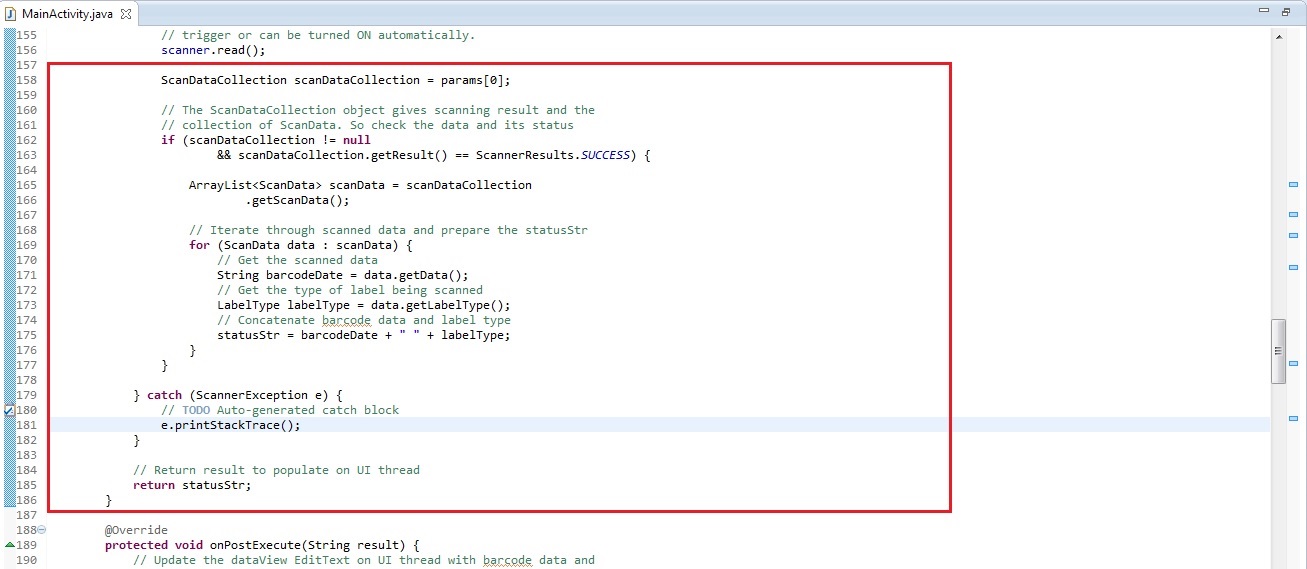 MainActivity.java
155 // trigger or can be turned ON automatically.
156 scanner.read();
157
158 ScanDataCollection scanDataCollection = params[0];
159
160 // The ScanDataCollection object gives scanning result and the
161 // collection of ScanData. So check the data and its status
162 if (scanDataCollection != null
163 && scanDataCollection.getResult() == ScannerResults.SUCCESS) {
164
165 ArrayList<ScanData> scanData = scanDataCollection
166 .getScanData();
167
168 // Iterate through scanned data and prepare the statusStr
169 for (ScanData data : scanData) {
170 // Get the scanned data
171 String barcodeDate = data.getData();
172 // Get the type of label being scanned
173 LabelType labelType = data.getLabelType();
174 // Concatenate barcode data and label type
175 statusStr = barcodeDate + " " + labelType;
176 }
177 }
178
179 } catch (ScannerException e) {
180 // TODO Auto-generated catch block
181 e.printStackTrace();
182 }
183
184 // Return result to populate on UI thread
185 return statusStr;
186 }
187
188 @Override
189 protected void onPostExecute(String result) {
190 // Update the dataView EditText on UI thread with barcode data and